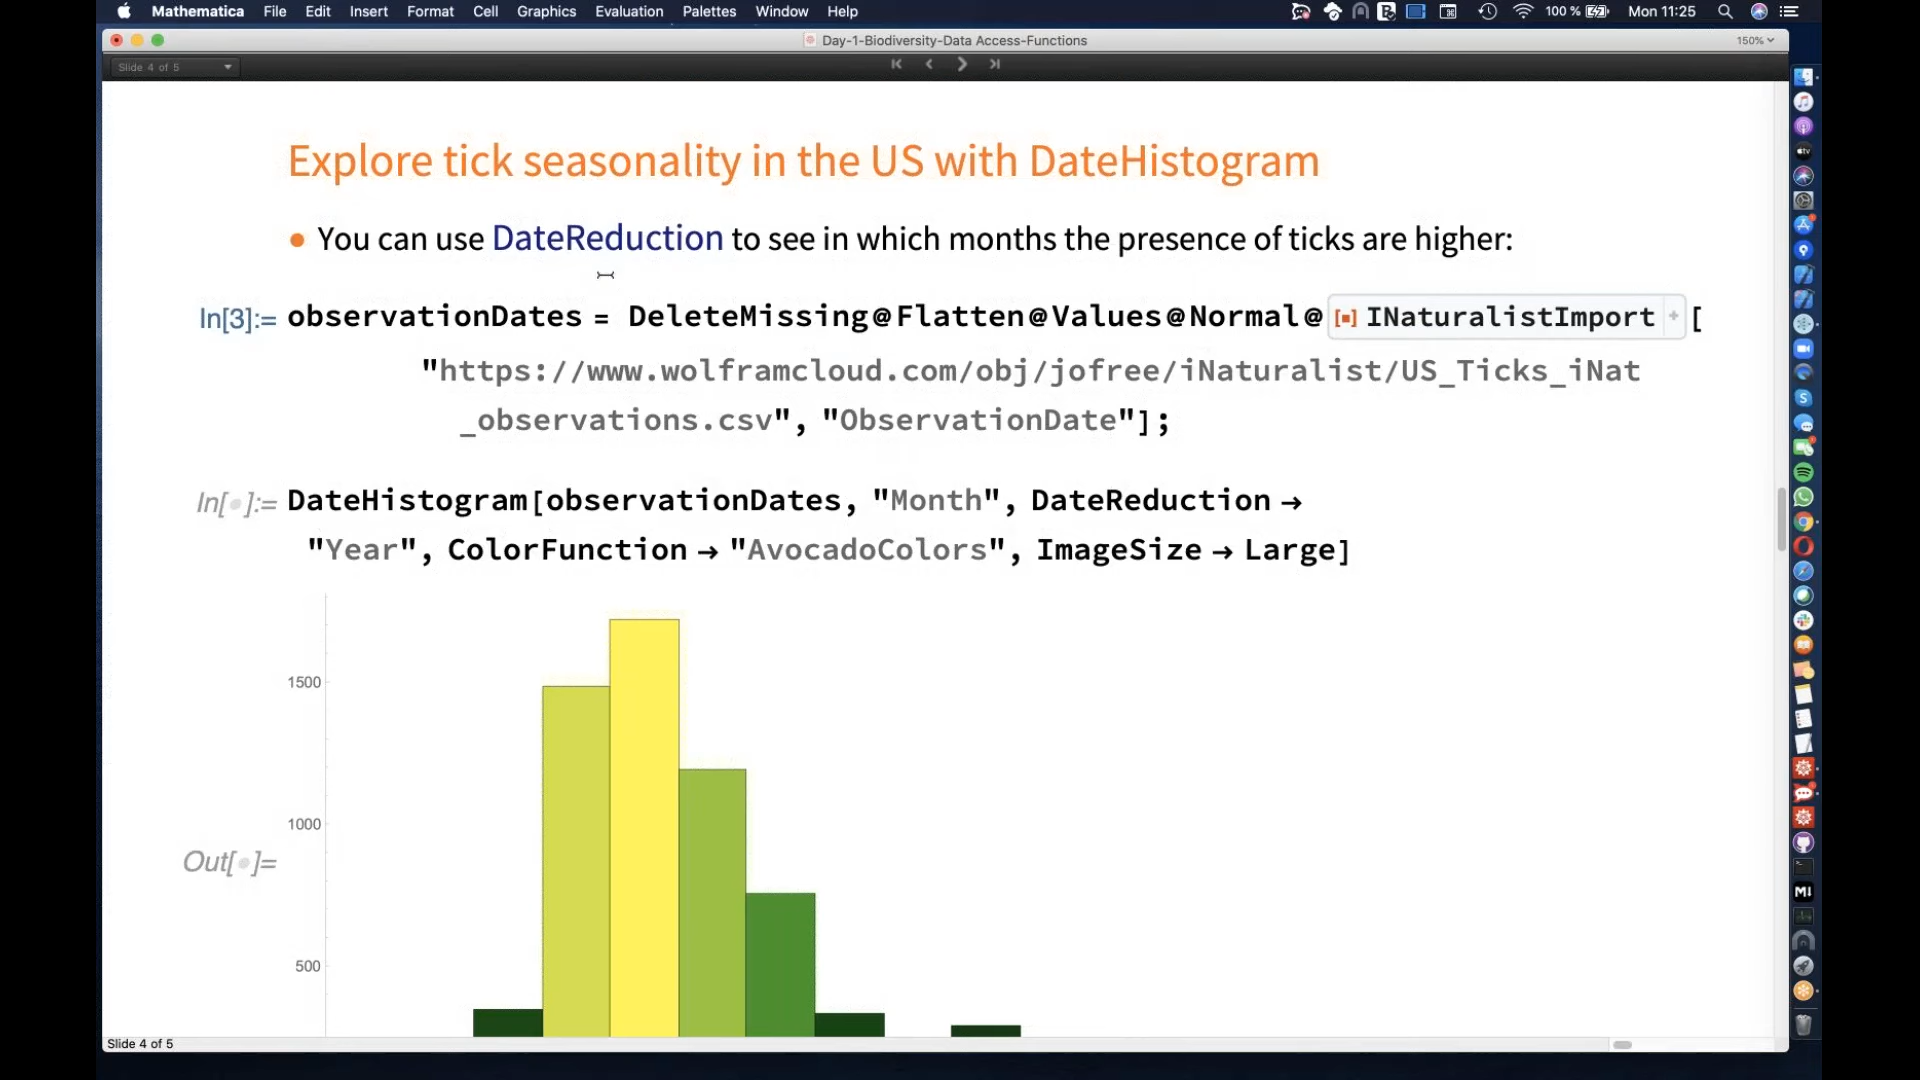 Mathematica File Edit Insert Format Cell Graphics Evaluation Palettes Window Help 100 % Mon 11:25
Day-1-Biodiversity-Data Access-Functions 150%
Slide 4 of 5
Explore tick seasonality in the US with DateHistogram
• You can use DateReduction to see in which months the presence of ticks are higher:
In[3]:= observationDates = DeleteMissing@Flatten@Values@Normal@ INaturalistImport + [
"https://www.wolframcloud.com/obj/jofree/iNaturalist/US_Ticks_iNat
_observations.csv", "ObservationDate"];
In[•]:= DateHistogram[observationDates, "Month", DateReduction →
"Year", ColorFunction → "AvocadoColors", ImageSize → Large]
1500
1000
Out[•]=
500
Slide 4 of 5